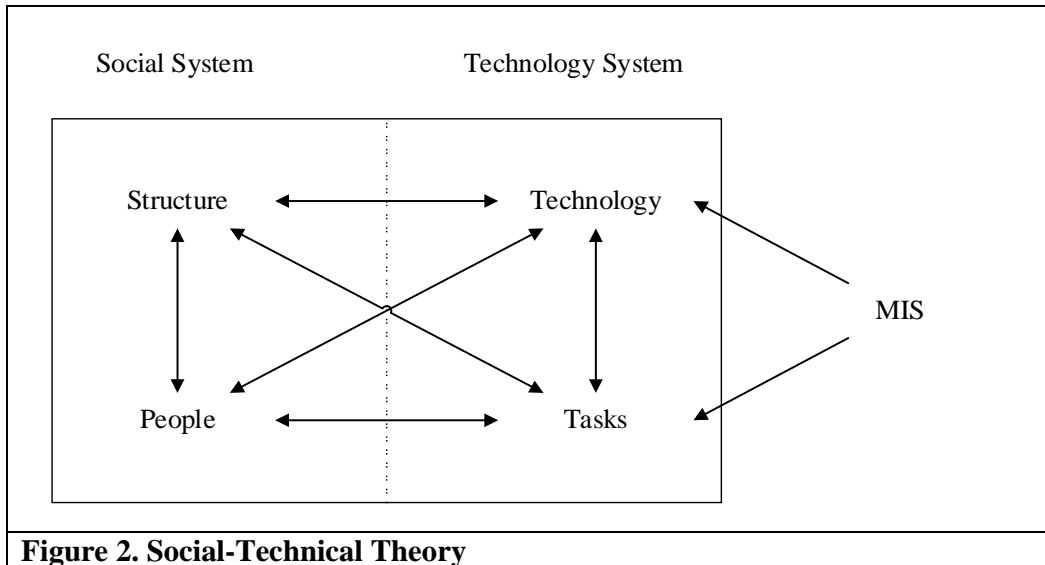 Social System Technology System
Structure Technology
MIS
People Tasks
Figure 2. Social-Technical Theory